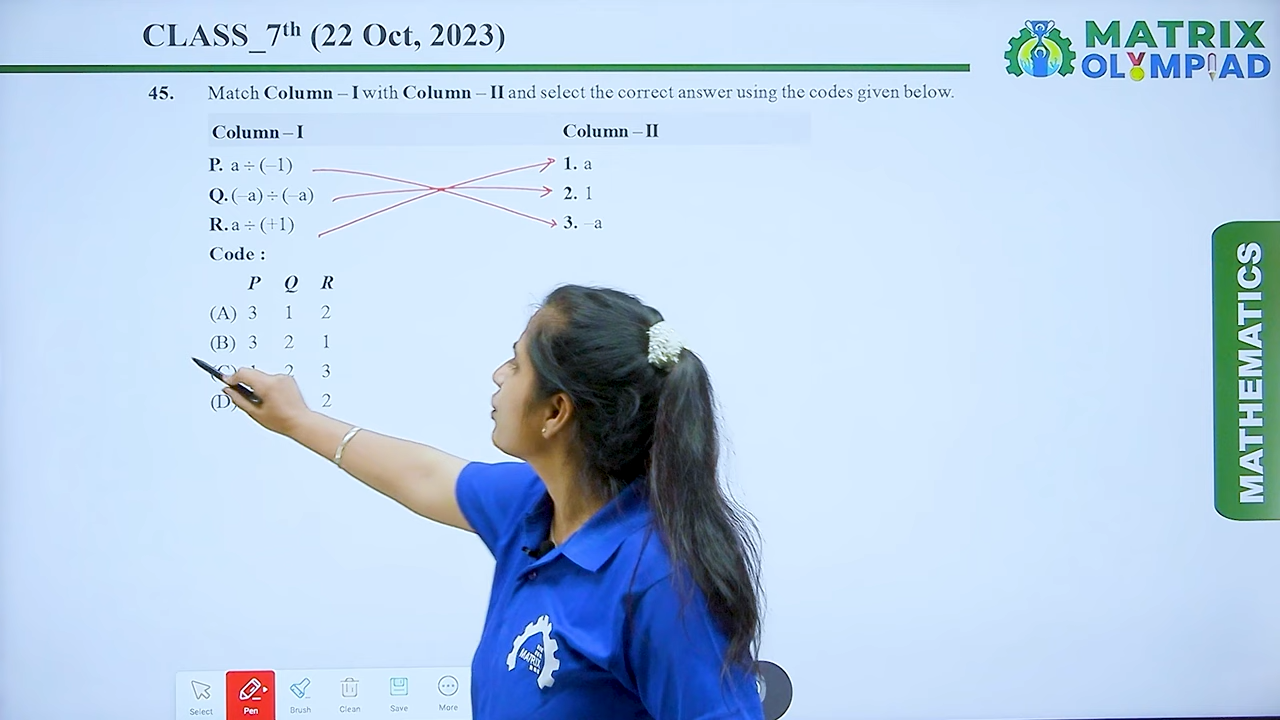 CLASS_7th (22 Oct, 2023)
MATRIX
OLYMPIAD
45. Match Column – I with Column – II and select the correct answer using the codes given below.
Column – I Column – II
P. a ÷ (–1) 1. a
Q. (–a) ÷ (–a) 2. 1
R. a ÷ (+1) 3. –a
Code :
P Q R
(A) 3 1 2
(B) 3 2 1
(C) 2 3
(D) 2
MATHEMATICS
MATRIX
Select Pen Brush Clean Save More